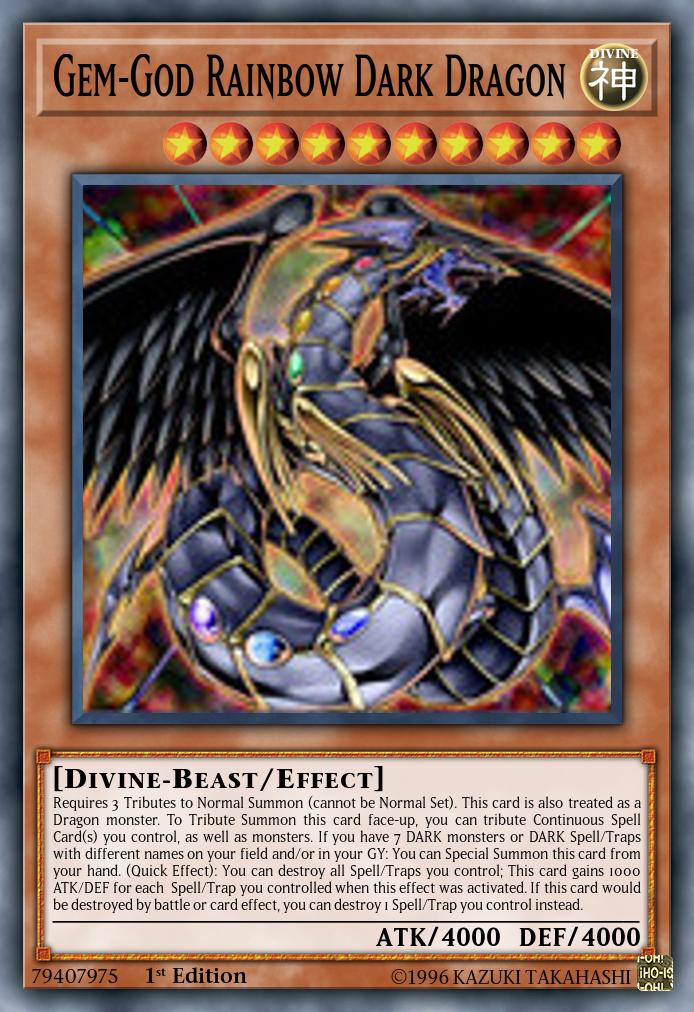 Gem-God Rainbow Dark Dragon
DIVINE
神
[Divine-Beast/Effect]
Requires 3 Tributes to Normal Summon (cannot be Normal Set). This card is also treated as a
Dragon monster. To Tribute Summon this card face-up, you can tribute Continuous Spell
Card(s) you control, as well as monsters. If you have 7 DARK monsters or DARK Spell/Traps
with different names on your field and/or in your GY: You can Special Summon this card from
your hand. (Quick Effect): You can destroy all Spell/Traps you control; This card gains 1000
ATK/DEF for each Spell/Trap you controlled when this effect was activated. If this card would
be destroyed by battle or card effect, you can destroy 1 Spell/Trap you control instead.
ATK/4000 DEF/4000
79407975 1st Edition ©1996 KAZUKI TAKAHASHI